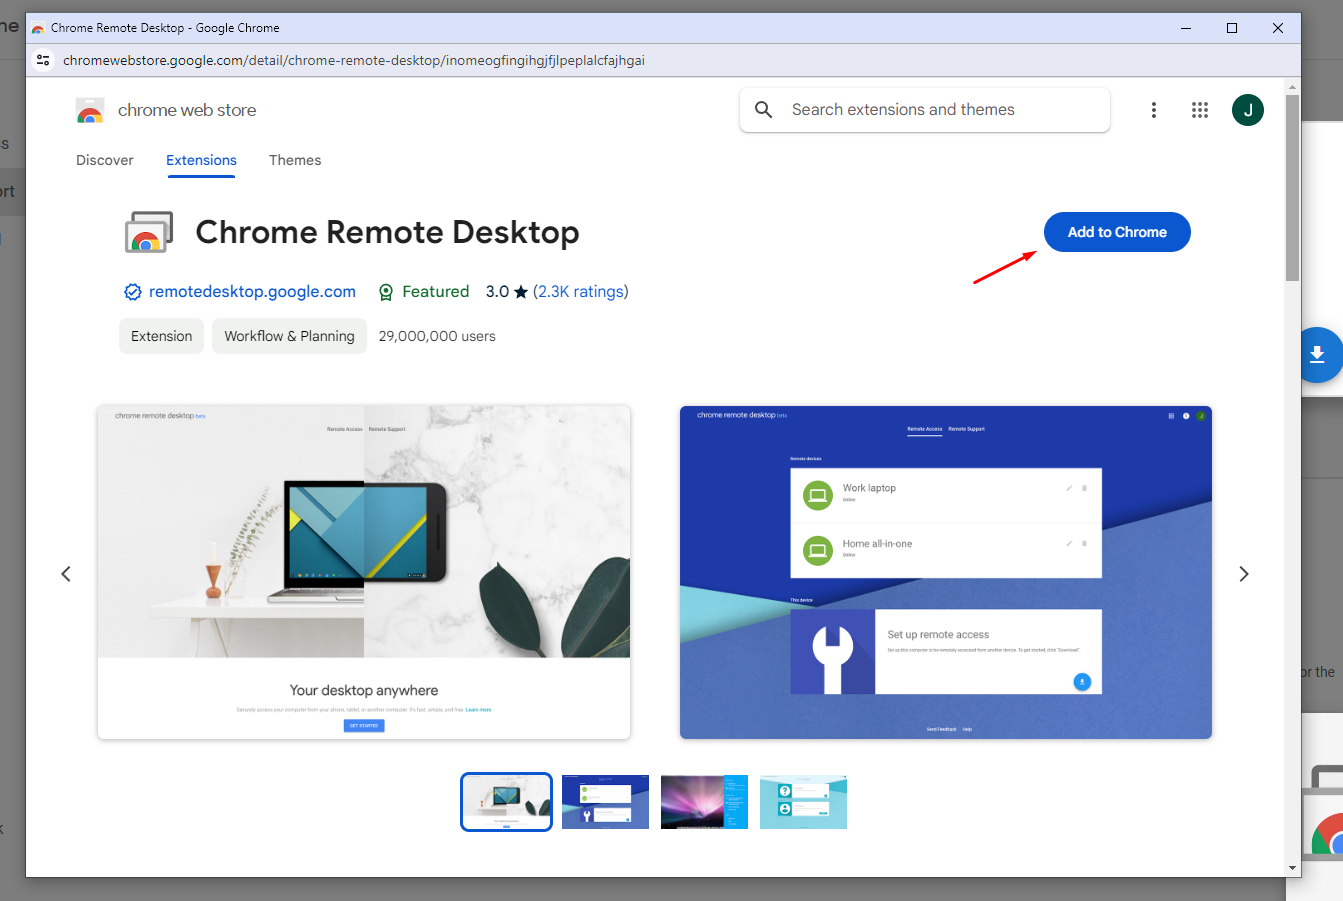 Chrome Remote Desktop - Google Chrome
chromewebstore.google.com/detail/chrome-remote-desktop/inomeogfingihgjfjlpeplalcfajhgai
chrome web store
Search extensions and themes
J
Discover
Extensions
Themes
Chrome Remote Desktop
Add to Chrome
remotedesktop.google.com
Featured
3.0 ★ (2.3K ratings)
Extension
Workflow & Planning
29,000,000 users
chrome remote desktop beta
Remote Access
Remote Support
Your desktop anywhere
Securely access your computer from your phone, tablet, or another computer. It's fast, simple, and free. Learn more
GET STARTED
chrome remote desktop beta
Remote Access
Remote Support
Remote devices
Work laptop
Online
Home all-in-one
Online
This device
Set up remote access
Set up this computer to be remotely accessed from another device. To get started, click "Download".
Send Feedback
Help
or the